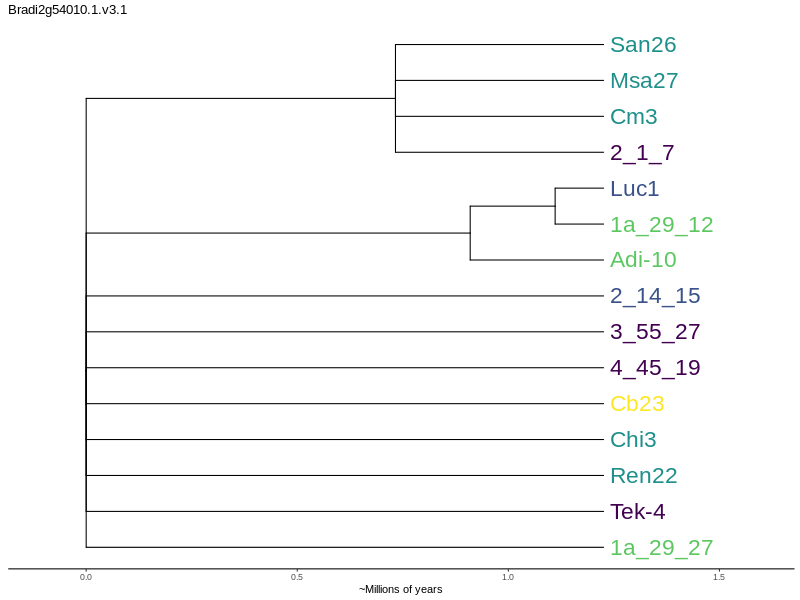 Bradi2g54010.1.v3.1
San26
Msa27
Cm3
2_1_7
Luc1
1a_29_12
Adi-10
2_14_15
3_55_27
4_45_19
Cb23
Chi3
Ren22
Tek-4
1a_29_27
0.0 0.5 1.0 1.5
~Millions of years